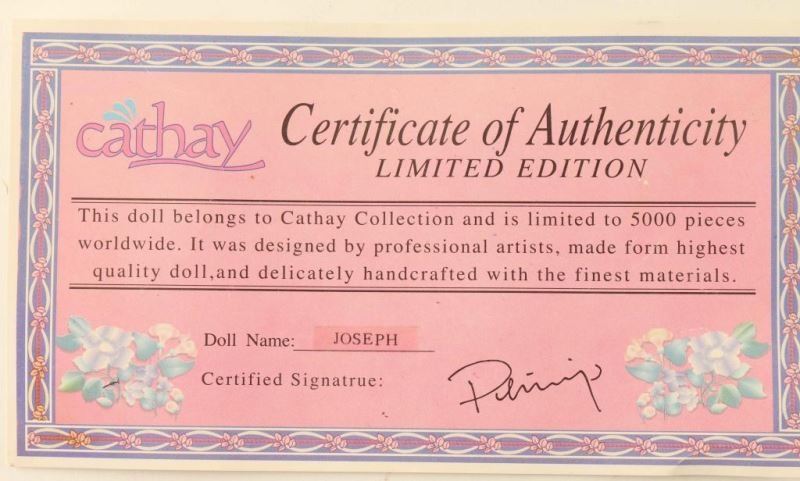 cathay
Certificate of Authenticity
LIMITED EDITION
This doll belongs to Cathay Collection and is limited to 5000 pieces
worldwide. It was designed by professional artists, made form highest
quality doll,and delicately handcrafted with the finest materials.
Doll Name: JOSEPH
Certified Signatrue: